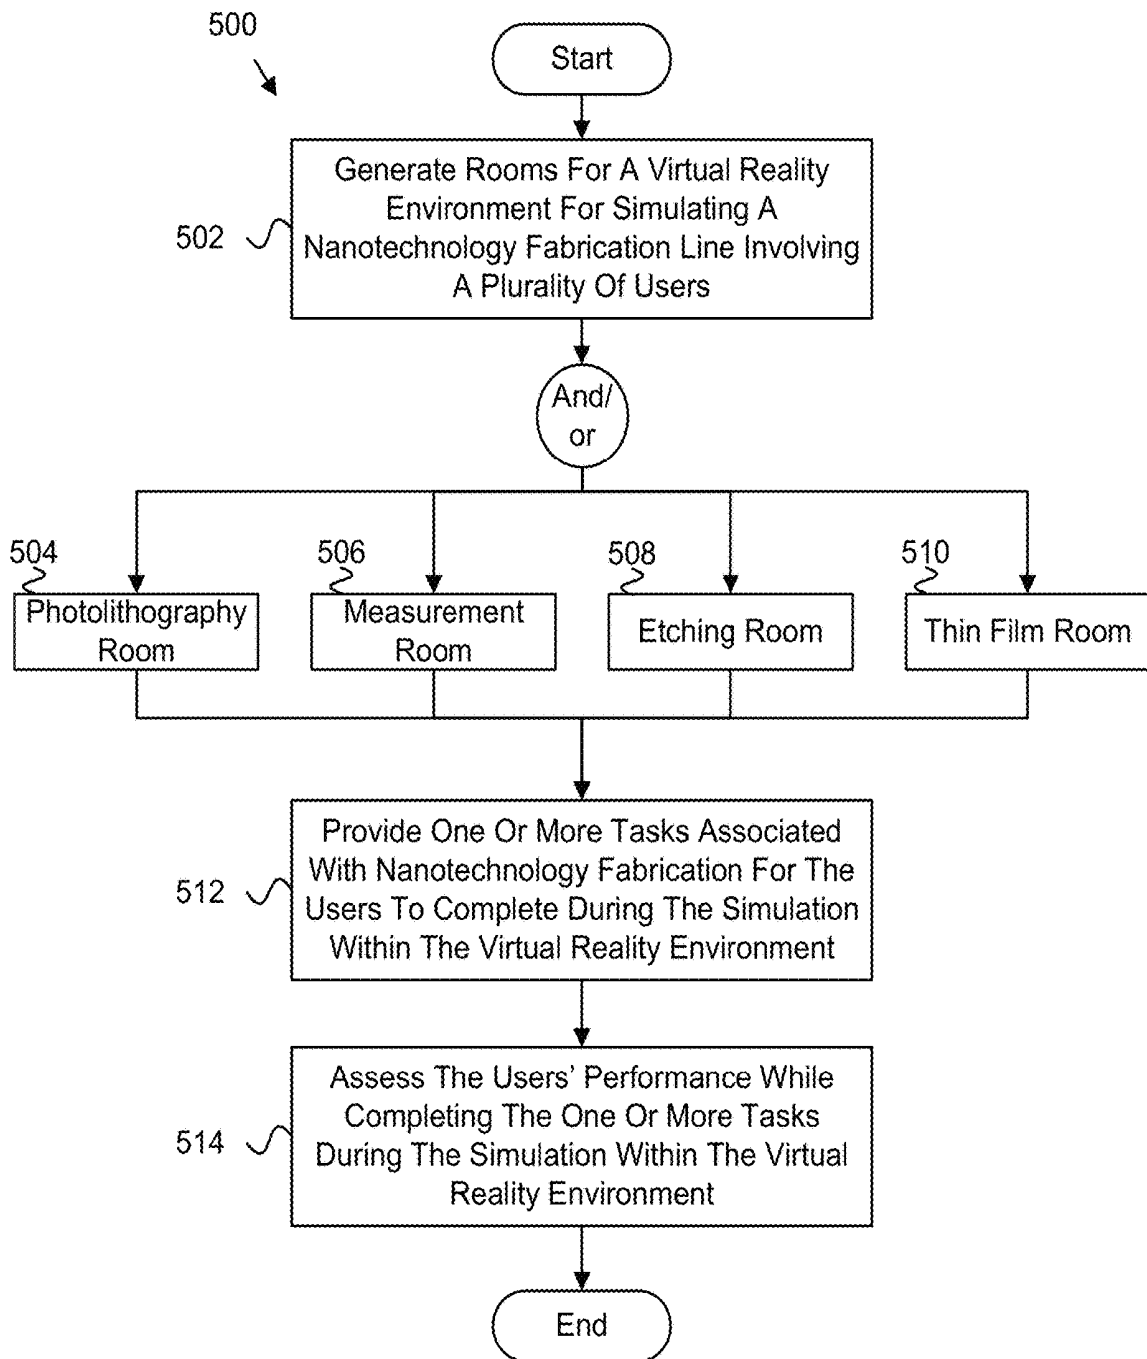 500
Start
Generate Rooms For A Virtual Reality
Environment For Simulating A
Nanotechnology Fabrication Line Involving
A Plurality Of Users
502
And/
or
504
Photolithography
Room
506
Measurement
Room
508
Etching Room
510
Thin Film Room
Provide One Or More Tasks Associated
With Nanotechnology Fabrication For The
Users To Complete During The Simulation
Within The Virtual Reality Environment
512
Assess The Users' Performance While
Completing The One Or More Tasks
During The Simulation Within The Virtual
Reality Environment
514
End